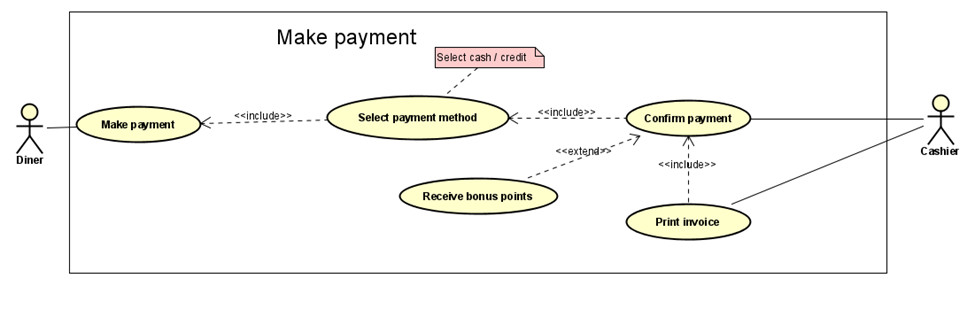 Make payment
Select cash / credit
Diner
Make payment
<<include>>
Select payment method
<<include>>
Confirm payment
Cashier
<<extend>>
<<include>>
Receive bonus points
Print invoice